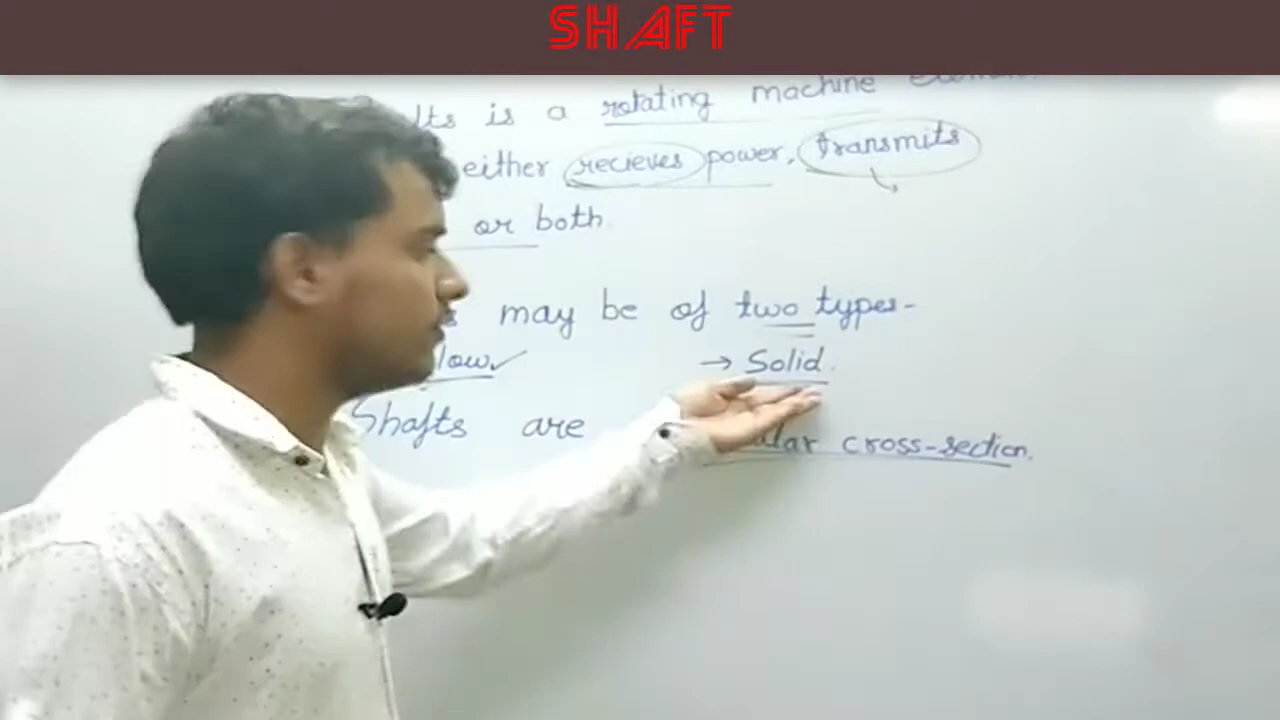 SHAFT
is a rotating machine
either recieves power, transmits
or both.
may be of two types-
low ✓ → Solid.
Shafts are cross-section.